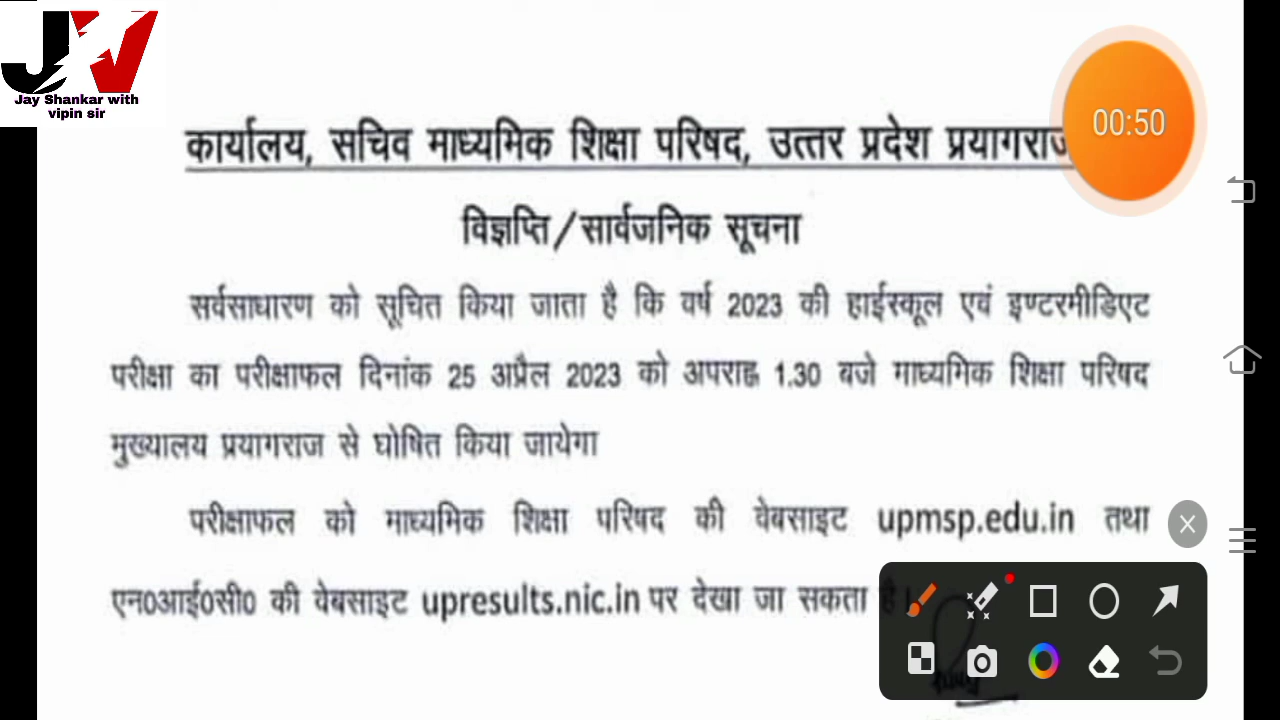 Jay Shankar with
vipin sir
00:50
कार्यालय, सचिव माध्यमिक शिक्षा परिषद, उत्तर प्रदेश प्रयागराज
विज्ञप्ति/सार्वजनिक सूचना
सर्वसाधारण को सूचित किया जाता है कि वर्ष 2023 की हाईस्कूल एवं इण्टरमीडिएट
परीक्षा का परीक्षाफल दिनांक 25 अप्रैल 2023 को अपराह्न 1.30 बजे माध्यमिक शिक्षा परिषद
मुख्यालय प्रयागराज से घोषित किया जायेगा
परीक्षाफल को माध्यमिक शिक्षा परिषद की वेबसाइट upmsp.edu.in तथा
एन0आई0सी0 की वेबसाइट upresults.nic.in पर देखा जा सकता है।